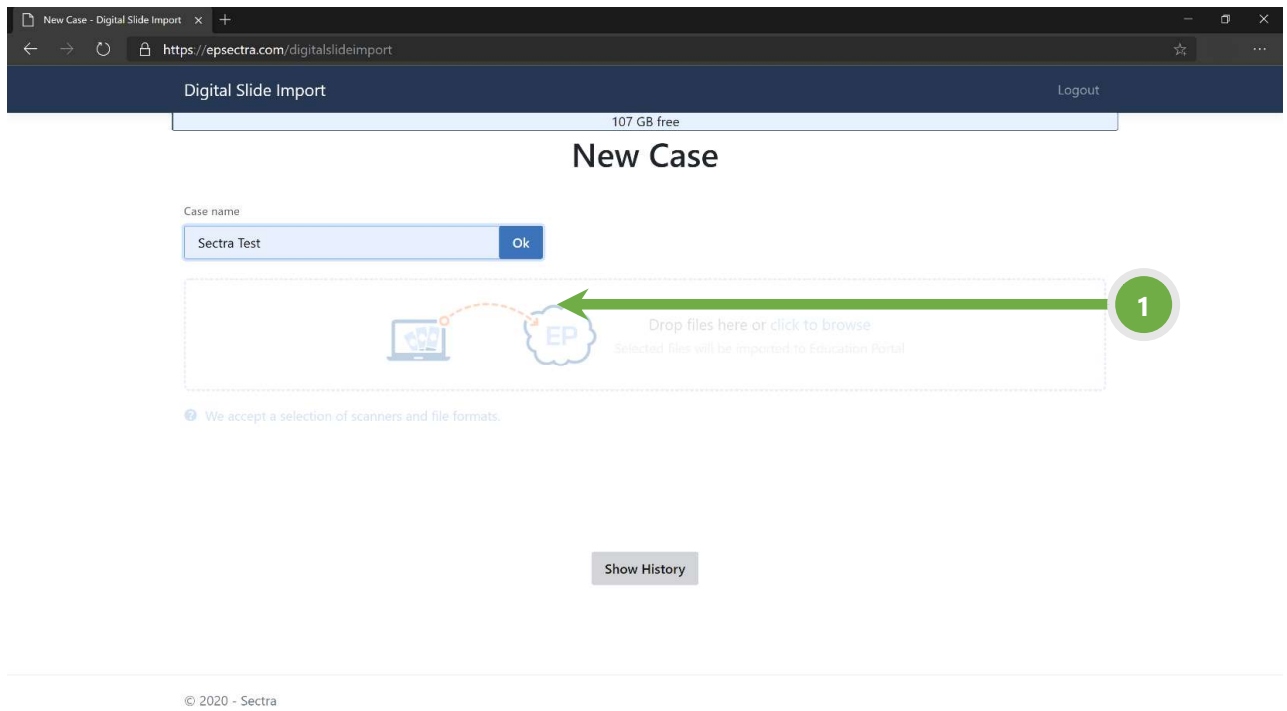 New Case - Digital Slide Import
https://epsectra.com/digitalslideimport
Digital Slide Import
Logout
107 GB free
New Case
Case name
Sectra Test
Ok
1
EP
Drop files here or click to browse
Selected files will be imported to Education Portal
We accept a selection of scanners and file formats.
Show History
© 2020 - Sectra